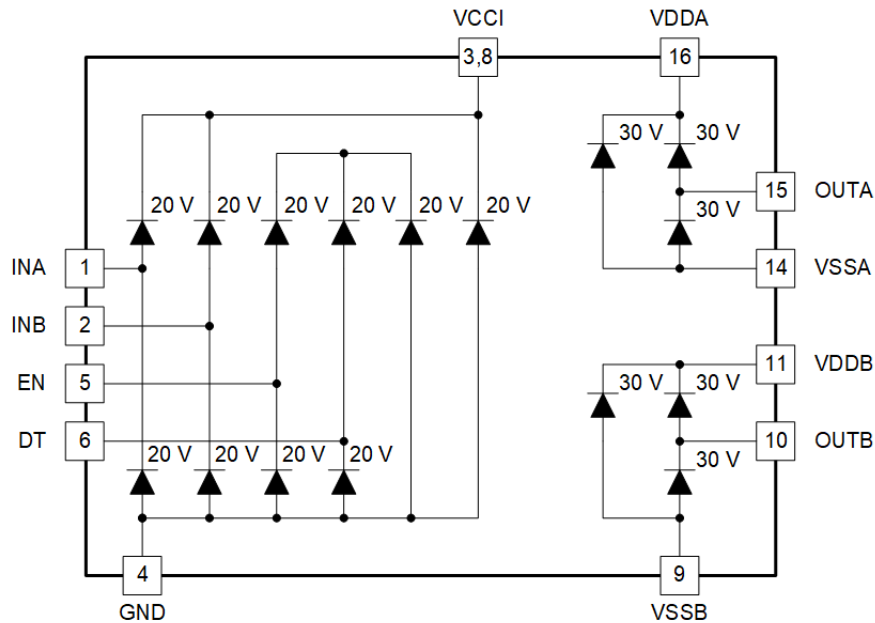 VCCI VDDA
3,8 16
30 V 30 V
15 OUTA
20 V 20 V 20 V 20 V 20 V 20 V 30 V
INA 1 14 VSSA
INB 2
11 VDDB
EN 5 30 V 30 V
DT 6 10 OUTB
20 V 20 V 20 V 20 V 30 V
4 9
GND VSSB